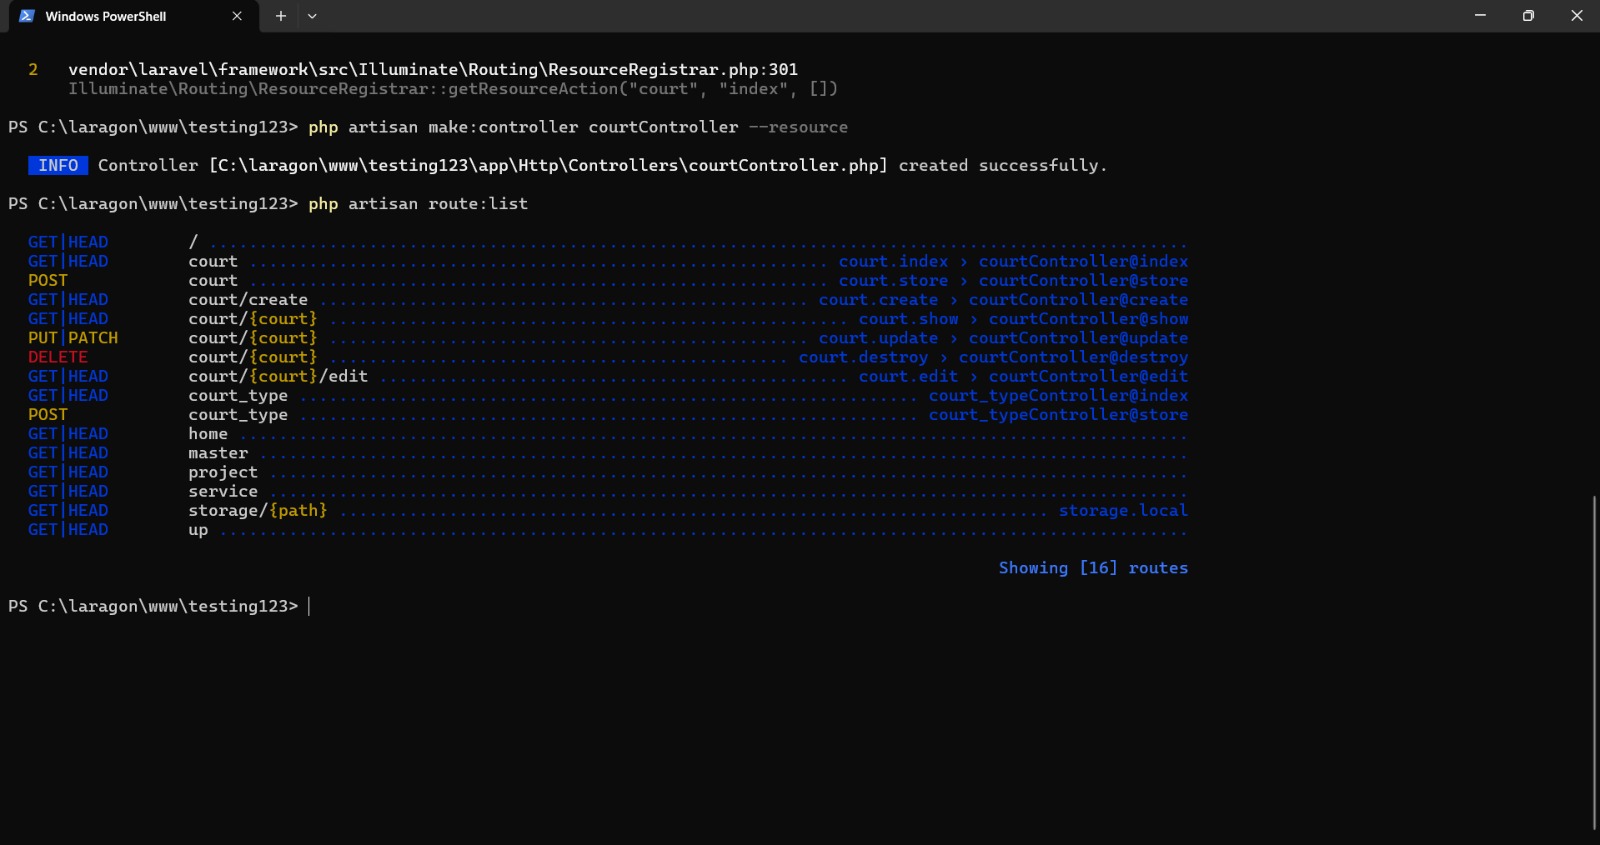 Windows PowerShell
2 vendor\laravel\framework\src\Illuminate\Routing\ResourceRegistrar.php:301
Illuminate\Routing\ResourceRegistrar::getResourceAction("court", "index", [])
PS C:\laragon\www\testing123> php artisan make:controller courtController --resource
INFO Controller [C:\laragon\www\testing123\app\Http\Controllers\courtController.php] created successfully.
PS C:\laragon\www\testing123> php artisan route:list
GET|HEAD / ..................................................................................................
GET|HEAD court .......................................................... court.index › courtController@index
POST court .......................................................... court.store › courtController@store
GET|HEAD court/create ................................................. court.create › courtController@create
GET|HEAD court/{court} .................................................... court.show › courtController@show
PUT|PATCH court/{court} ................................................ court.update › courtController@update
DELETE court/{court} .............................................. court.destroy › courtController@destroy
GET|HEAD court/{court}/edit ............................................... court.edit › courtController@edit
GET|HEAD court_type .............................................................. court_typeController@index
POST court_type .............................................................. court_typeController@store
GET|HEAD home ...............................................................................................
GET|HEAD master .............................................................................................
GET|HEAD project ............................................................................................
GET|HEAD service ............................................................................................
GET|HEAD storage/{path} ....................................................................... storage.local
GET|HEAD up .................................................................................................
Showing [16] routes
PS C:\laragon\www\testing123>